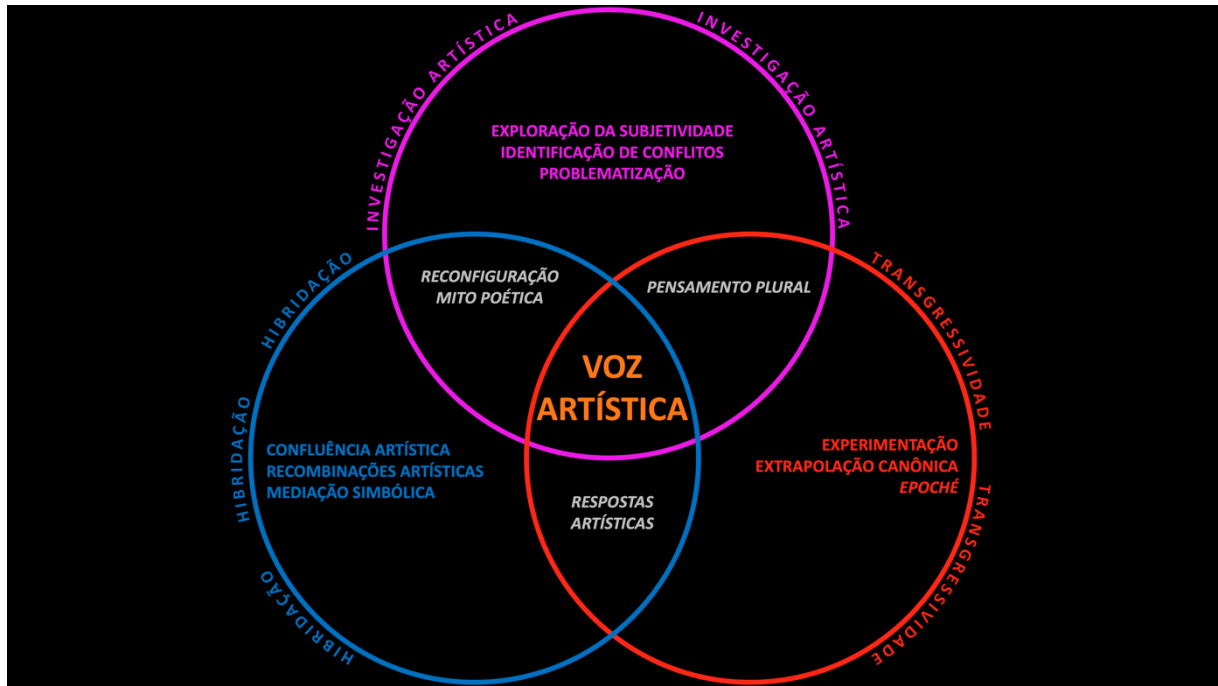 INVESTIGAÇÃO ARTÍSTICA
INVESTIGAÇÃO ARTÍSTICA
EXPLORAÇÃO DA SUBJETIVIDADE
IDENTIFICAÇÃO DE CONFLITOS
PROBLEMATIZAÇÃO
HIBRIDAÇÃO
HIBRIDAÇÃO
HIBRIDAÇÃO
TRANSGRESSIVIDADE
TRANSGRESSIVIDADE
RECONFIGURAÇÃO
MITO POÉTICA
PENSAMENTO PLURAL
VOZ
ARTÍSTICA
CONFLUÊNCIA ARTÍSTICA
RECOMBINAÇÕES ARTÍSTICAS
MEDIAÇÃO SIMBÓLICA
EXPERIMENTAÇÃO
EXTRAPOLAÇÃO CANÔNICA
EPOCHÉ
RESPOSTAS
ARTÍSTICAS